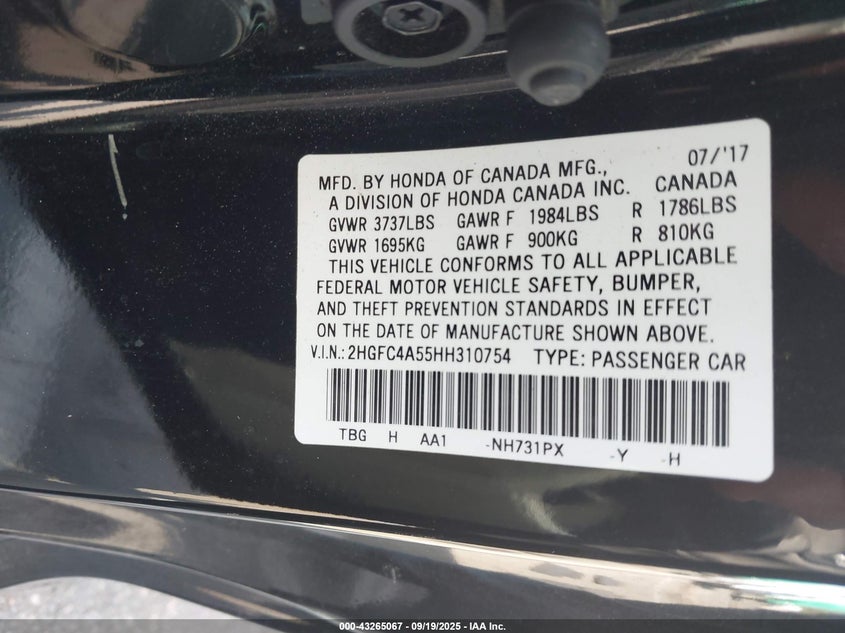 07/'17
MFD. BY HONDA OF CANADA MFG.,
A DIVISION OF HONDA CANADA INC. CANADA
GVWR 3737LBS GAWR F 1984LBS R 1786LBS
GVWR 1695KG GAWR F 900KG R 810KG
THIS VEHICLE CONFORMS TO ALL APPLICABLE
FEDERAL MOTOR VEHICLE SAFETY, BUMPER,
AND THEFT PREVENTION STANDARDS IN EFFECT
ON THE DATE OF MANUFACTURE SHOWN ABOVE.
V.I.N.: 2HGFC4A55HH310754 TYPE: PASSENGER CAR
TBG H AA1 -NH731PX -Y -H
000-43265067 - 09/19/2025 - IAA Inc.